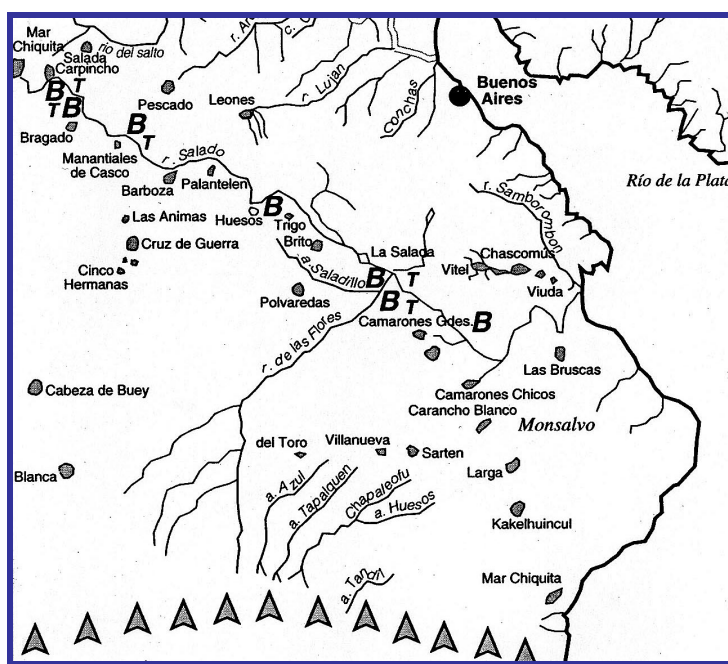 Mar
Chiquita
río del salto
Salada
Carpincho
B T
T B
Bragado
Pescado
Leones
r. Lujan
Conchas
Buenos
Aires
B
T
Manantiales
de Casco
r. Salado
Barboza
Palantelen
Río de la Plata
r. Samborombon
Las Animas
Huesos
B
Trigo
Brito
Cruz de Guerra
Cinco
Hermanas
La Salada
a. Saladillo
B T
Vitel
Chascomús
Viuda
Polvaredas
B T
Camarones Gdes.
B
r. de las Flores
Las Bruscas
Cabeza de Buey
Camarones Chicos
Carancho Blanco
Monsalvo
del Toro
Villanueva
Sarten
Blanca
Larga
a. Azul
a. Tapalquen
Chapaleofu
a. Huesos
Kakelhuincul
a. Tandil
Mar Chiquita